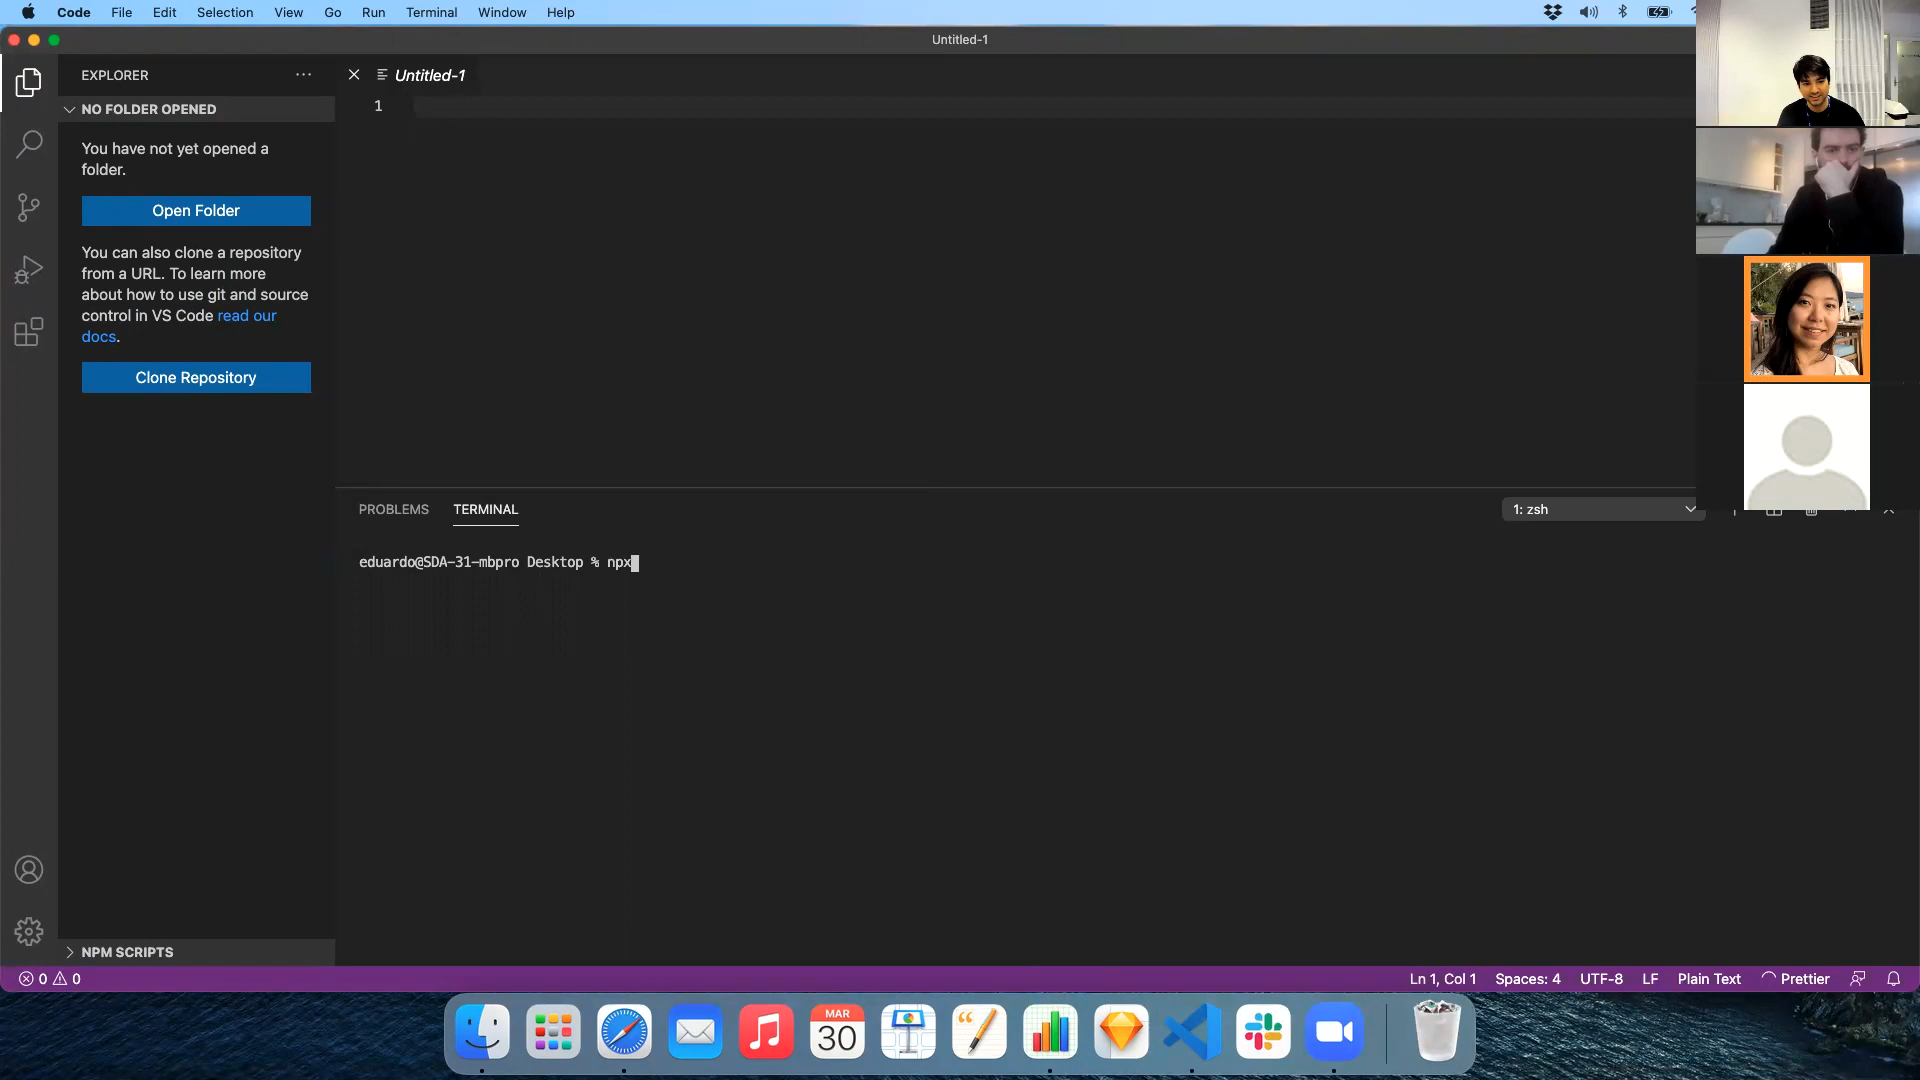 Code File Edit Selection View Go Run Terminal Window Help
Untitled-1
EXPLORER
Untitled-1
NO FOLDER OPENED
1
You have not yet opened a
folder.
Open Folder
You can also clone a repository
from a URL. To learn more
about how to use git and source
control in VS Code read our
docs.
Clone Repository
PROBLEMS TERMINAL
1: zsh
eduardo@SDA-31-mbpro Desktop % npx
NPM SCRIPTS
0 0
Ln 1, Col 1 Spaces: 4 UTF-8 LF Plain Text Prettier
MAR
30